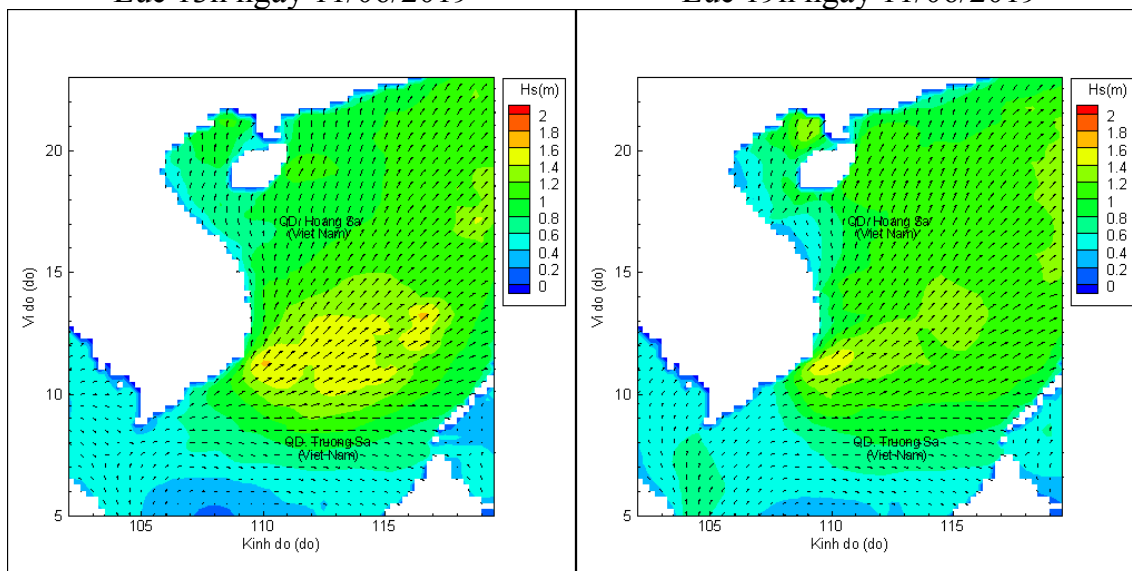 Lúc 13h ngày 11/06/2019
Lúc 19h ngày 11/06/2019
Hs(m)
2
1.8
1.6
1.4
1.2
1
0.8
0.6
0.4
0.2
0
20
15
10
5
Vi do (do)
QD. Hoang Sa
(Viet Nam)
QD. Truong Sa
(Viet Nam)
105
110
115
Kinh do (do)
Hs(m)
2
1.8
1.6
1.4
1.2
1
0.8
0.6
0.4
0.2
0
20
15
10
5
Vi do (do)
QD. Hoang Sa
(Viet Nam)
QD. Truong Sa
(Viet Nam)
105
110
115
Kinh do (do)